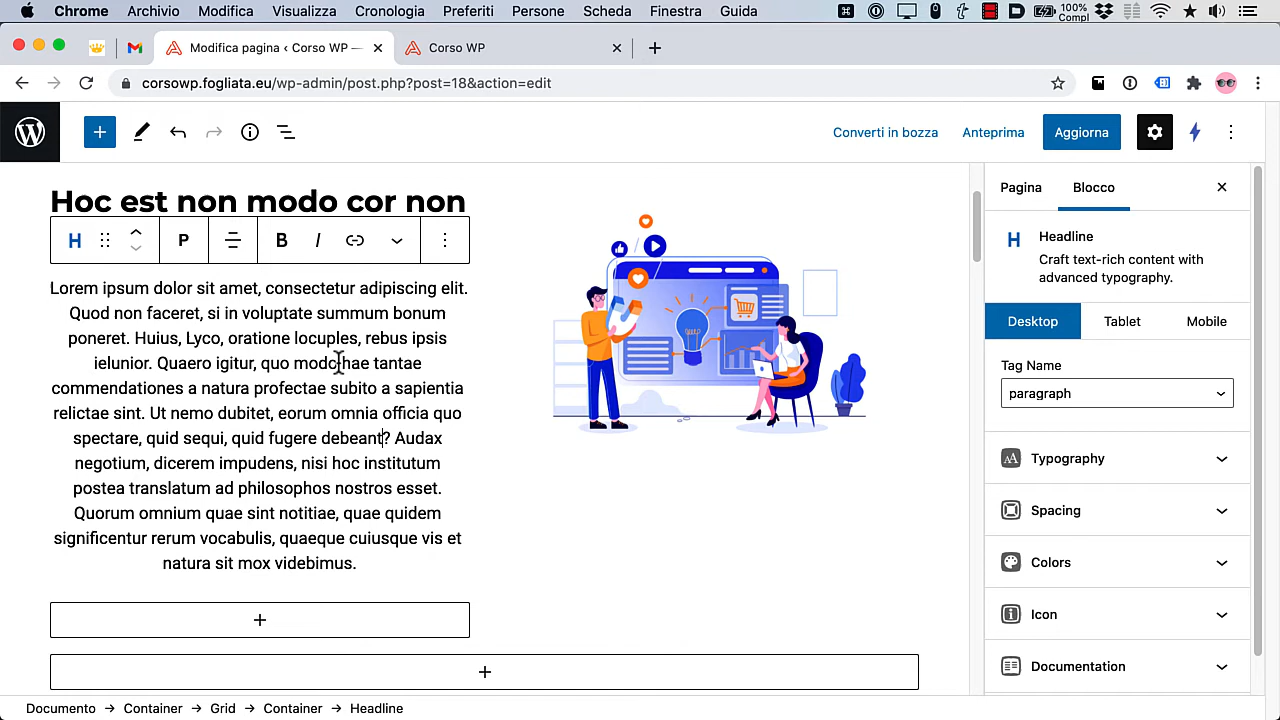 Chrome Archivio Modifica Visualizza Cronologia Preferiti Persone Scheda Finestra Guida 100% Compl
Modifica pagina ‹ Corso WP —
Corso WP
corsowp.fogliata.eu/wp-admin/post.php?post=18&action=edit
Converti in bozza Anteprima Aggiorna
Hoc est non modo cor non
H P B I
Lorem ipsum dolor sit amet, consectetur adipiscing elit.
Quod non faceret, si in voluptate summum bonum
poneret. Huius, Lyco, oratione locuples, rebus ipsis
ielunior. Quaero igitur, quo modo hae tantae
commendationes a natura profectae subito a sapientia
relictae sint. Ut nemo dubitet, eorum omnia officia quo
spectare, quid sequi, quid fugere debeant? Audax
negotium, dicerem impudens, nisi hoc institutum
postea translatum ad philosophos nostros esset.
Quorum omnium quae sint notitiae, quae quidem
significentur rerum vocabulis, quaeque cuiusque vis et
natura sit mox videbimus.
Pagina Blocco
H Headline
Craft text-rich content with
advanced typography.
Desktop Tablet Mobile
Tag Name
paragraph
Typography
Spacing
Colors
Icon
Documentation
Documento → Container → Grid → Container → Headline